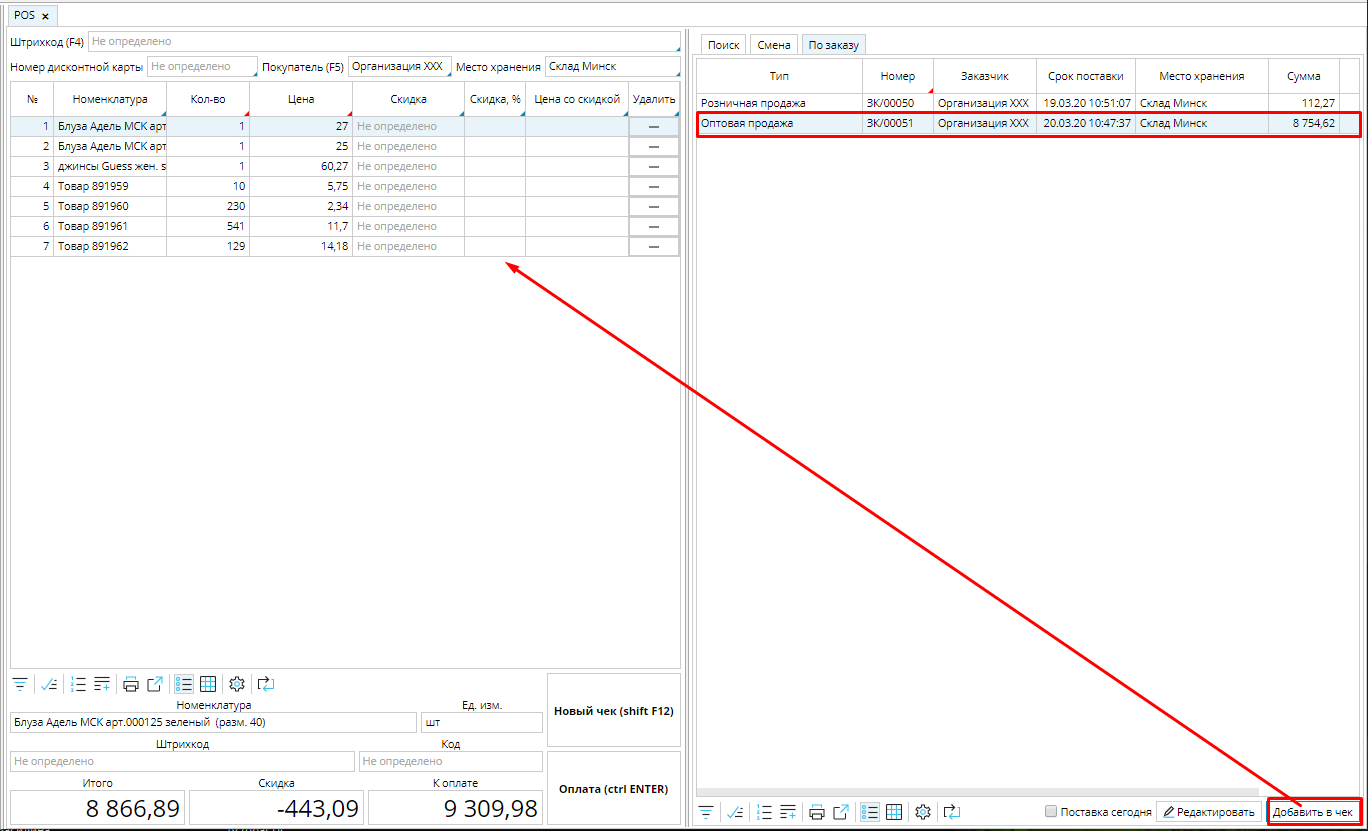 POS x
Штрихкод (F4) Не определено
Номер дисконтной карты Не определено Покупатель (F5) Организация XXX Место хранения Склад Минск
№ Номенклатура Кол-во Цена Скидка Скидка, % Цена со скидкой Удалить
1 Блуза Адель МСК арт 1 27 Не определено —
2 Блуза Адель МСК арт 1 25 Не определено —
3 джинсы Guess жен. s 1 60,27 Не определено —
4 Товар 891959 10 5,75 Не определено —
5 Товар 891960 230 2,34 Не определено —
6 Товар 891961 541 11,7 Не определено —
7 Товар 891962 129 14,18 Не определено —
Номенклатура Ед. изм.
Блуза Адель МСК арт.000125 зеленый (разм. 40) шт
Штрихкод Код
Не определено Не определено
Итого Скидка К оплате
8 866,89 -443,09 9 309,98
Новый чек (shift F12)
Оплата (ctrl ENTER)
Поиск Смена По заказу
Тип Номер Заказчик Срок поставки Место хранения Сумма
Розничная продажа ЗК/00050 Организация XXX 19.03.20 10:51:07 Склад Минск 112,27
Оптовая продажа ЗК/00051 Организация XXX 20.03.20 10:47:37 Склад Минск 8 754,62
Поставка сегодня Редактировать Добавить в чек